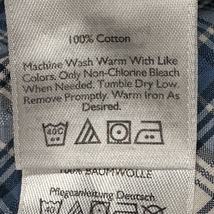 100% Cotton
Machine Wash Warm With Like
Colors. Only Non-Chlorine Bleach
When Needed. Tumble Dry Low.
Remove Promptly. Warm Iron As
Desired.
100% BAUMWOLLE
Pflegeanleitung Deutsch